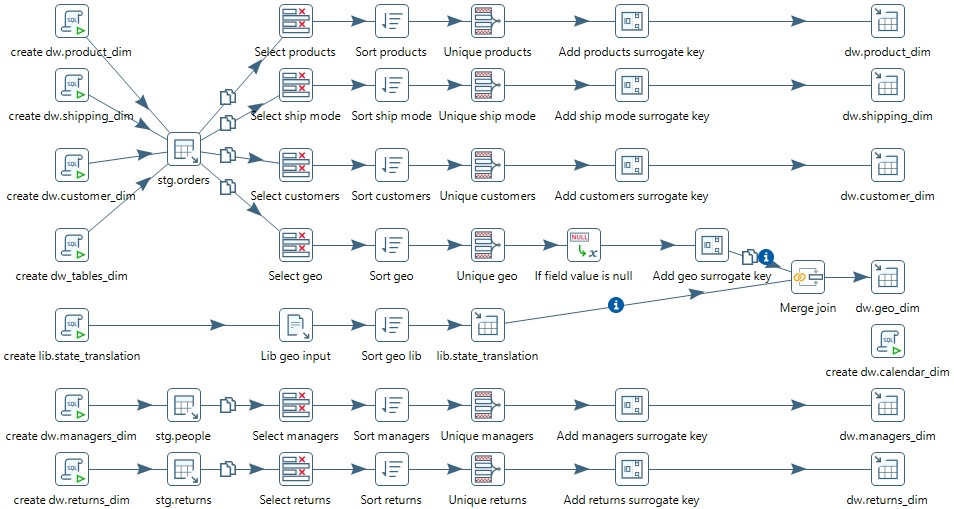 create dw.product_dim
Select products
Sort products
Unique products
Add products surrogate key
dw.product_dim
create dw.shipping_dim
Select ship mode
Sort ship mode
Unique ship mode
Add ship mode surrogate key
dw.shipping_dim
stg.orders
create dw.customer_dim
Select customers
Sort customers
Unique customers
Add customers surrogate key
dw.customer_dim
create dw_tables_dim
Select geo
Sort geo
Unique geo
NULL
x
If field value is null
Add geo surrogate key
i
Merge join
dw.geo_dim
i
create lib.state_translation
Lib geo input
Sort geo lib
lib.state_translation
SQL
create dw.calendar_dim
create dw.managers_dim
stg.people
Select managers
Sort managers
Unique managers
Add managers surrogate key
dw.managers_dim
create dw.returns_dim
stg.returns
Select returns
Sort returns
Unique returns
Add returns surrogate key
dw.returns_dim